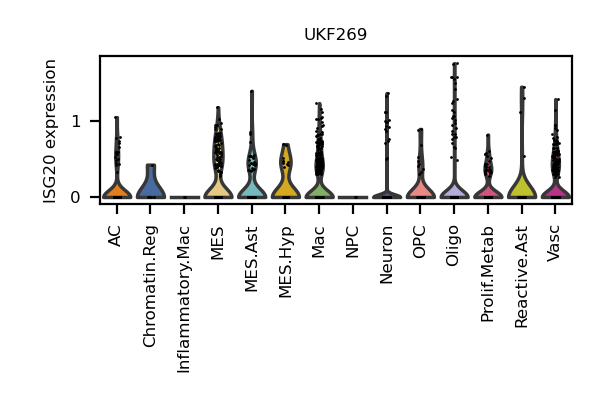 UKF269
ISG20 expression
1
0
AC
Chromatin.Reg
Inflammatory.Mac
MES
MES.Ast
MES.Hyp
Mac
NPC
Neuron
OPC
Oligo
Prolif.Metab
Reactive.Ast
Vasc